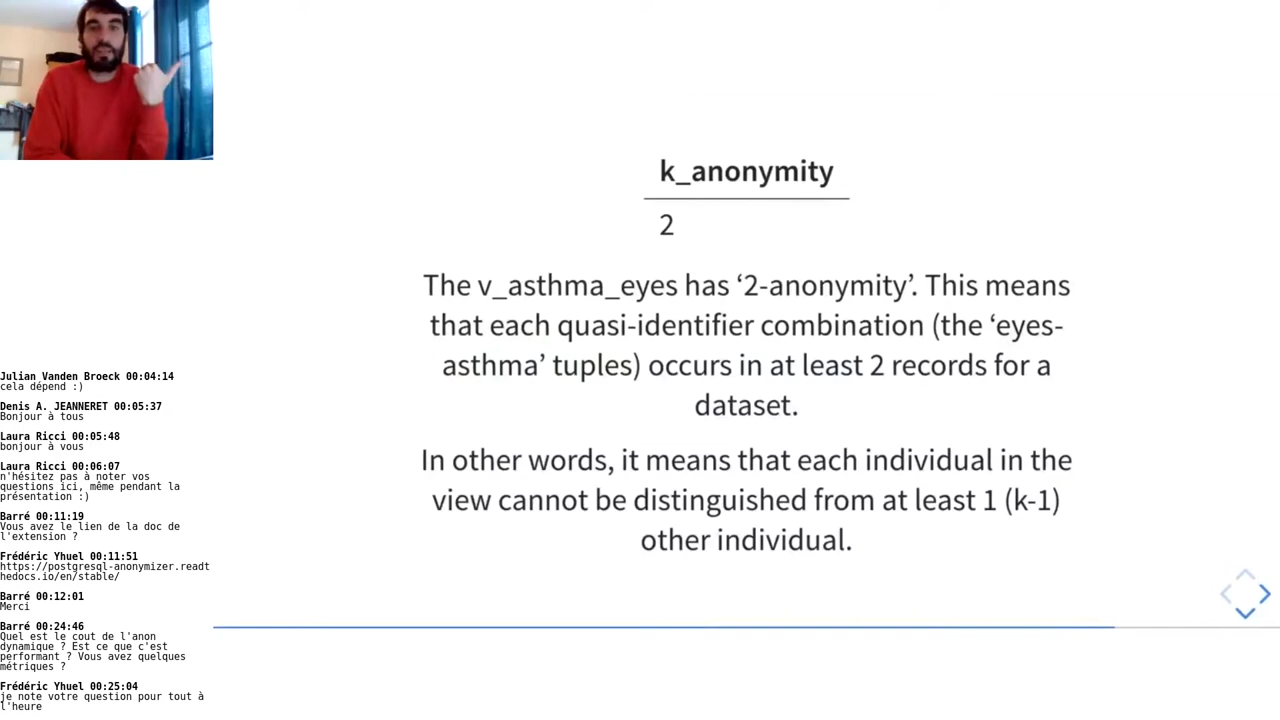 k_anonymity
2
The v_asthma_eyes has ‘2-anonymity’. This means
that each quasi-identifier combination (the ‘eyes-
asthma’ tuples) occurs in at least 2 records for a
dataset.
In other words, it means that each individual in the
view cannot be distinguished from at least 1 (k-1)
other individual.
Julian Vanden Broeck 00:04:14
cela dépend :)
Denis A. JEANNERET 00:05:37
Bonjour à tous
Laura Ricci 00:05:48
bonjour à vous
Laura Ricci 00:06:07
n'hésitez pas à noter vos
questions ici, même pendant la
présentation :)
Barré 00:11:19
Vous avez le lien de la doc de
l'extension ?
Frédéric Yhuel 00:11:51
https://postgresql-anonymizer.readt
hedocs.io/en/stable/
Barré 00:12:01
Merci
Barré 00:24:46
Quel est le cout de l'anon
dynamique ? Est ce que c'est
performant ? Vous avez quelques
métriques ?
Frédéric Yhuel 00:25:04
je note votre question pour tout à
l'heure